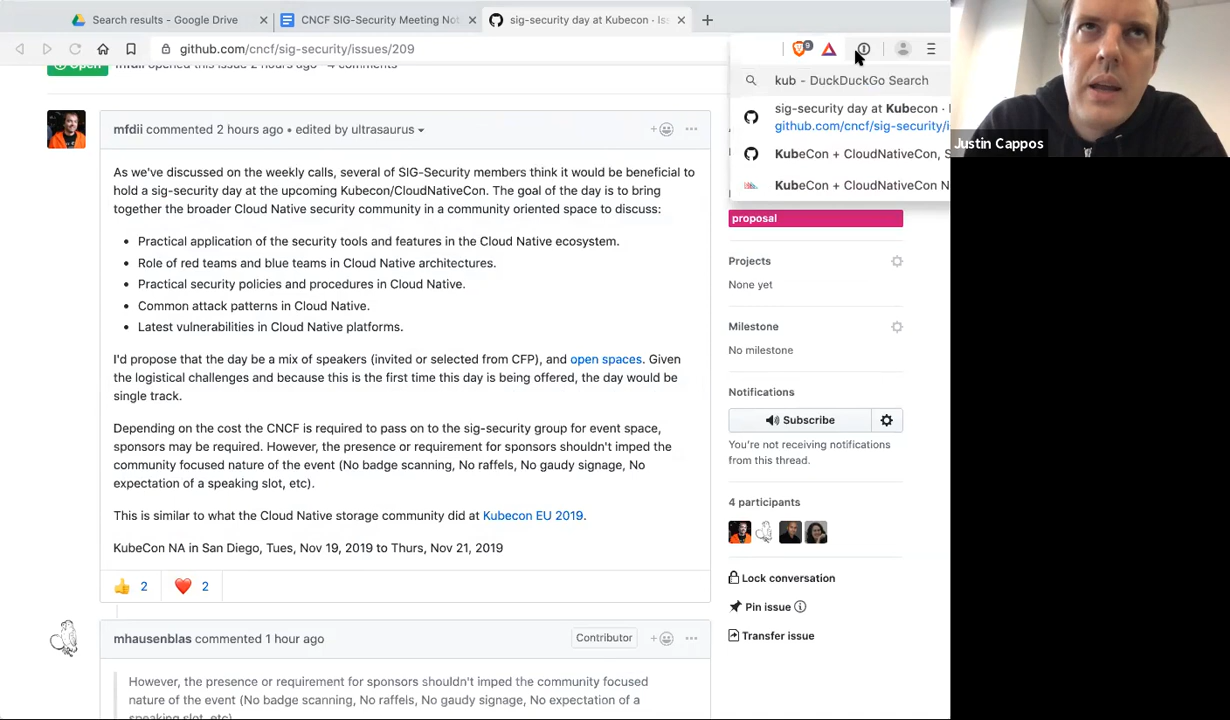 Search results - Google Drive
CNCF SIG-Security Meeting Not
sig-security day at Kubecon · Iss
github.com/cncf/sig-security/issues/209
9
kub - DuckDuckGo Search
sig-security day at Kubecon ·
github.com/cncf/sig-security/i
KubeCon + CloudNativeCon, S
KubeCon + CloudNativeCon N
Justin Cappos
Open
mfdii opened this issue 2 hours ago · 4 comments
mfdii commented 2 hours ago • edited by ultrasaurus
As we've discussed on the weekly calls, several of SIG-Security members think it would be beneficial to
hold a sig-security day at the upcoming Kubecon/CloudNativeCon. The goal of the day is to bring
together the broader Cloud Native security community in a community oriented space to discuss:
• Practical application of the security tools and features in the Cloud Native ecosystem.
• Role of red teams and blue teams in Cloud Native architectures.
• Practical security policies and procedures in Cloud Native.
• Common attack patterns in Cloud Native.
• Latest vulnerabilities in Cloud Native platforms.
I'd propose that the day be a mix of speakers (invited or selected from CFP), and open spaces. Given
the logistical challenges and because this is the first time this day is being offered, the day would be
single track.
Depending on the cost the CNCF is required to pass on to the sig-security group for event space,
sponsors may be required. However, the presence or requirement for sponsors shouldn't imped the
community focused nature of the event (No badge scanning, No raffels, No gaudy signage, No
expectation of a speaking slot, etc).
This is similar to what the Cloud Native storage community did at Kubecon EU 2019.
KubeCon NA in San Diego, Tues, Nov 19, 2019 to Thurs, Nov 21, 2019
2
2
mhausenblas commented 1 hour ago
Contributor
However, the presence or requirement for sponsors shouldn't imped the community focused
nature of the event (No badge scanning, No raffels, No gaudy signage, No expectation of a
speaking slot, etc)
proposal
Projects
None yet
Milestone
No milestone
Notifications
Subscribe
You're not receiving notifications
from this thread.
4 participants
Lock conversation
Pin issue
Transfer issue